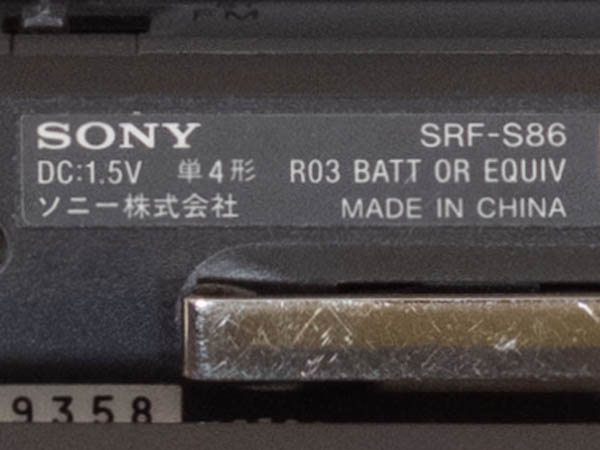 FM
SONY SRF-S86
DC:1.5V 単4形 R03 BATT OR EQUIV
ソニー株式会社 MADE IN CHINA
9358